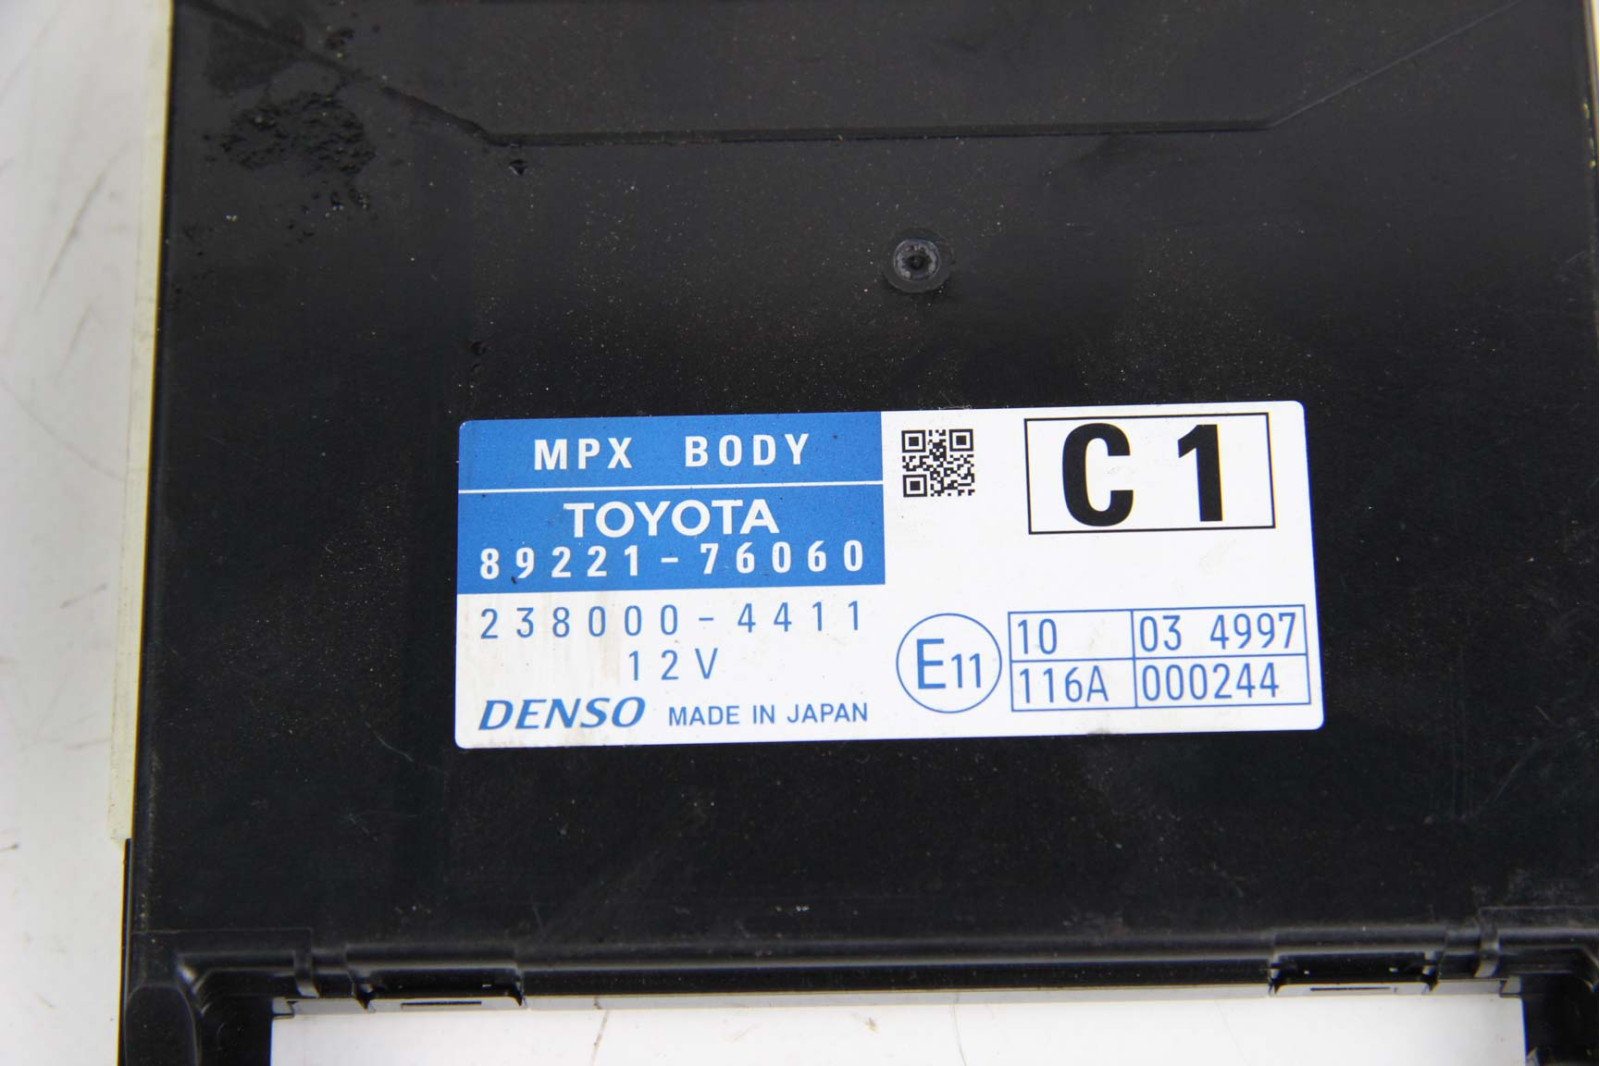 MPX BODY
TOYOTA
89221-76060
238000-4411
12V
DENSO MADE IN JAPAN
C1
E11
10 03 4997
116A 000244